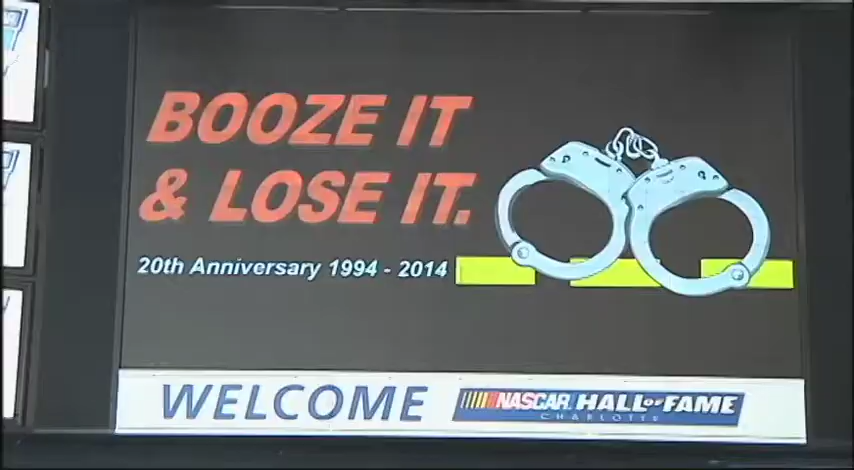 BOOZE IT
& LOSE IT.
20th Anniversary 1994 - 2014
WELCOME NASCAR HALL OF FAME
CHARLOTTE